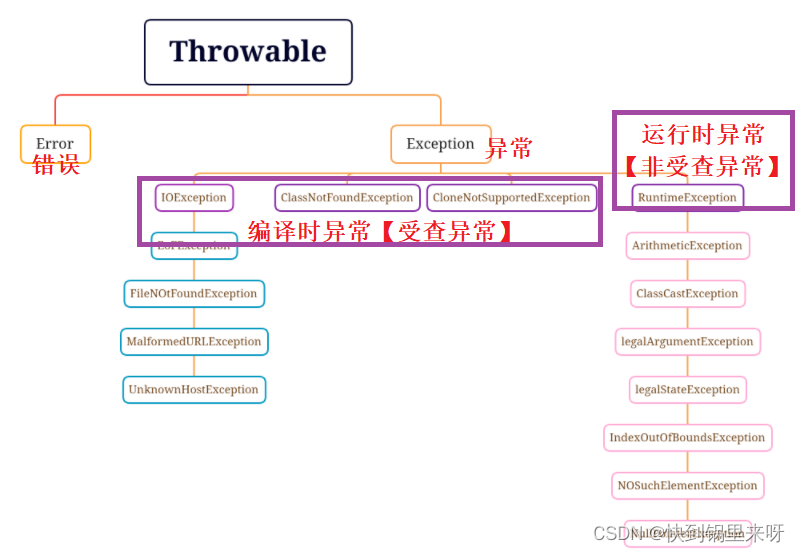 Throwable
Error
错误
Exception
异常
运行时异常
【非受查异常】
IOException
ClassNotFoundException
CloneNotSupportedException
RuntimeException
编译时异常【受查异常】
EoFException
ArithmeticException
FileNOtFoundException
ClassCastException
MalformedURLException
legalArgumentException
UnknownHostException
legalStateException
IndexOutOfBoundsException
NOSuchElementException
CSDN @快到锅里来呀